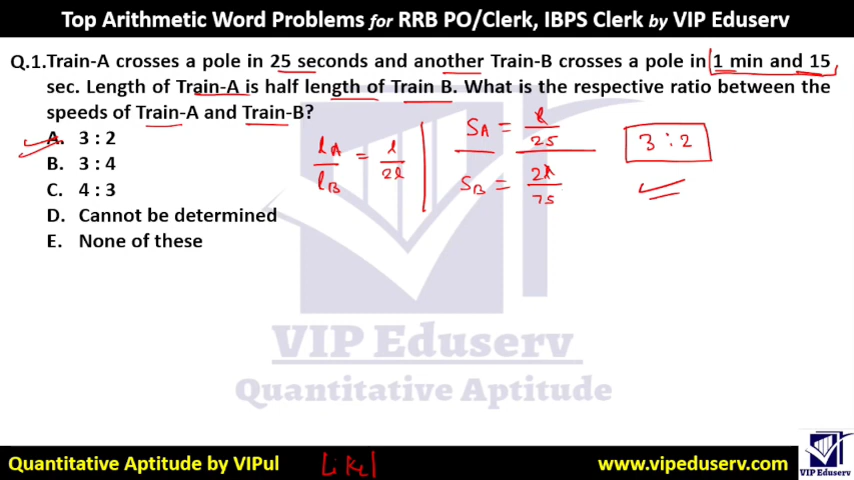 Top Arithmetic Word Problems for RRB PO/Clerk, IBPS Clerk by VIP Eduserv
Q.1. Train-A crosses a pole in 25 seconds and another Train-B crosses a pole in 1 min and 15
sec. Length of Train-A is half length of Train B. What is the respective ratio between the
speeds of Train-A and Train-B?
A. 3 : 2
B. 3 : 4
C. 4 : 3
D. Cannot be determined
E. None of these
lA/lB = l/2l
SA = l/25
SB = 2l/75
3 : 2
VIP Eduserv
Quantitative Aptitude
Quantitative Aptitude by VIPul
Like
www.vipeduserv.com
VIP Eduserv